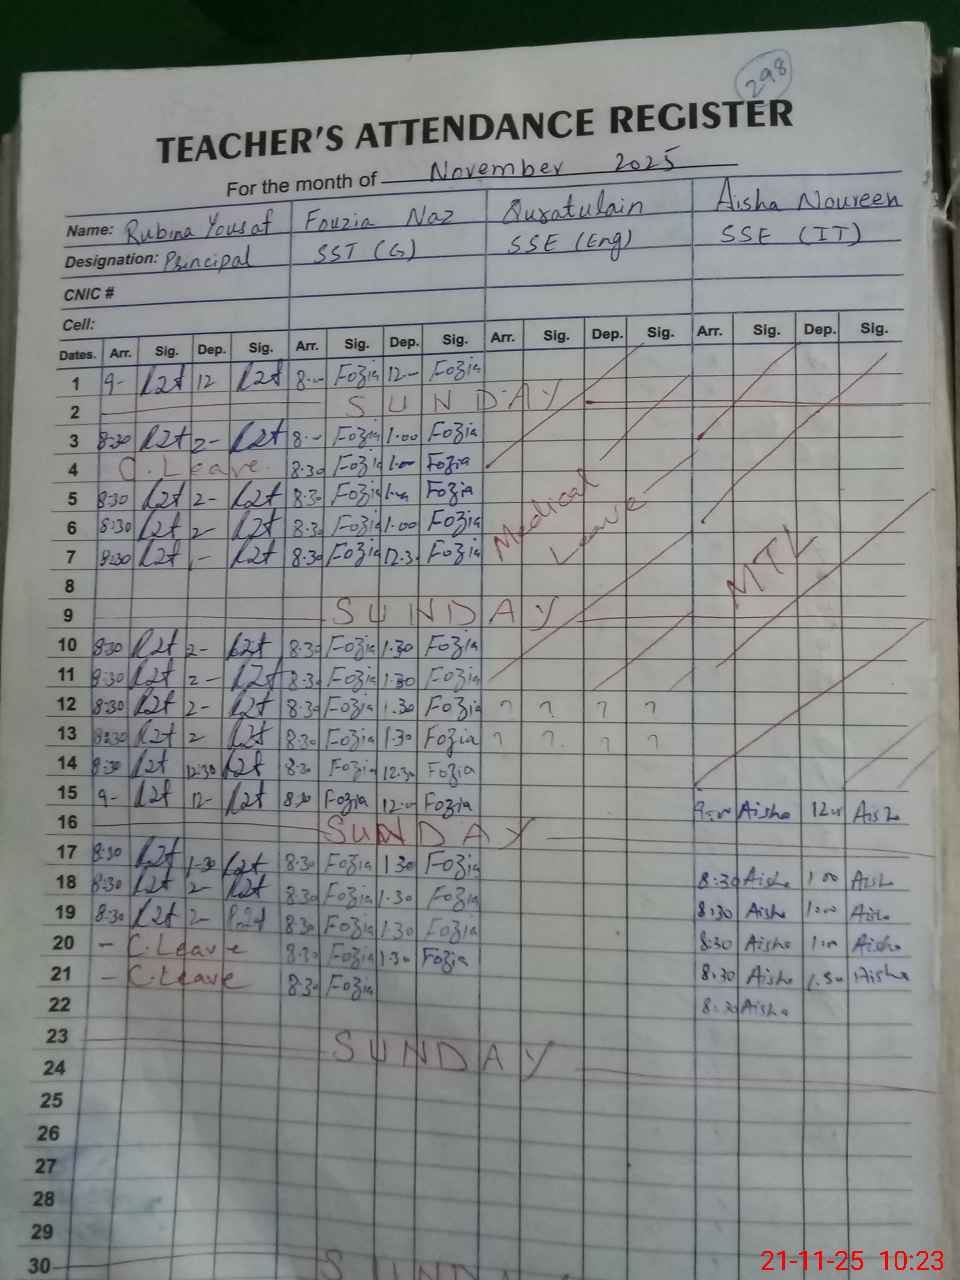 298
TEACHER'S ATTENDANCE REGISTER
For the month of November 2025
Name: Rubina Yousaf Fouzia Naz Quratulain Aisha Noureen
Designation: Principal SST (G) SSE (Eng) SSE (IT)
CNIC #
Cell:
Dates. Arr. Sig. Dep. Sig. Arr. Sig. Dep. Sig. Arr. Sig. Dep. Sig. Arr. Sig. Dep. Sig.
1 9- 12 8 Fozia 12- Fozia
2 SUNDAY
3 8:30 2- 8 Fozia 1.00 Fozia
4 C.Leave. 8.30 Fozia Fozia
5 8:30 2- 8.30 Fozia Fozia
6 8:30 2- 8.30 Fozia 1.00 Fozia
7 8:30 1- 8.30 Fozia 12.30 Fozia
Medical Leave
MTL
8
9 SUNDAY
10 8:30 2- 8.30 Fozia 1.30 Fozia
11 8:30 2- 8.30 Fozia 1.30 Fozia
12 8:30 2- 8.30 Fozia 1.30 Fozia ? ? ? ?
13 8:30 2- 8.30 Fozia 1.30 Fozia ? ? ? ?
14 8:30 12:30 8.30 Fozia 12.30 Fozia
15 9- 12- 8.30 Fozia 12 Fozia Aisha 12 Aisha
16 SUNDAY
17 8:30 1-30 8.30 Fozia 1.30 Fozia
18 8:30 2- 8.30 Fozia 1.30 Fozia 8:30 Aisha 1.00 Aisha
19 8:30 2- 8.30 Fozia 1.30 Fozia 8:30 Aisha 1.00 Aisha
20 - C.Leave 8.30 Fozia 1.30 Fozia 8:30 Aisha Aisha
21 - C.Leave 8.30 Fozia 8:30 Aisha 1.30 Aisha
22 8:30 Aisha
23 SUNDAY
24
25
26
27
28
29
30 SUNDAY
21-11-25 10:23